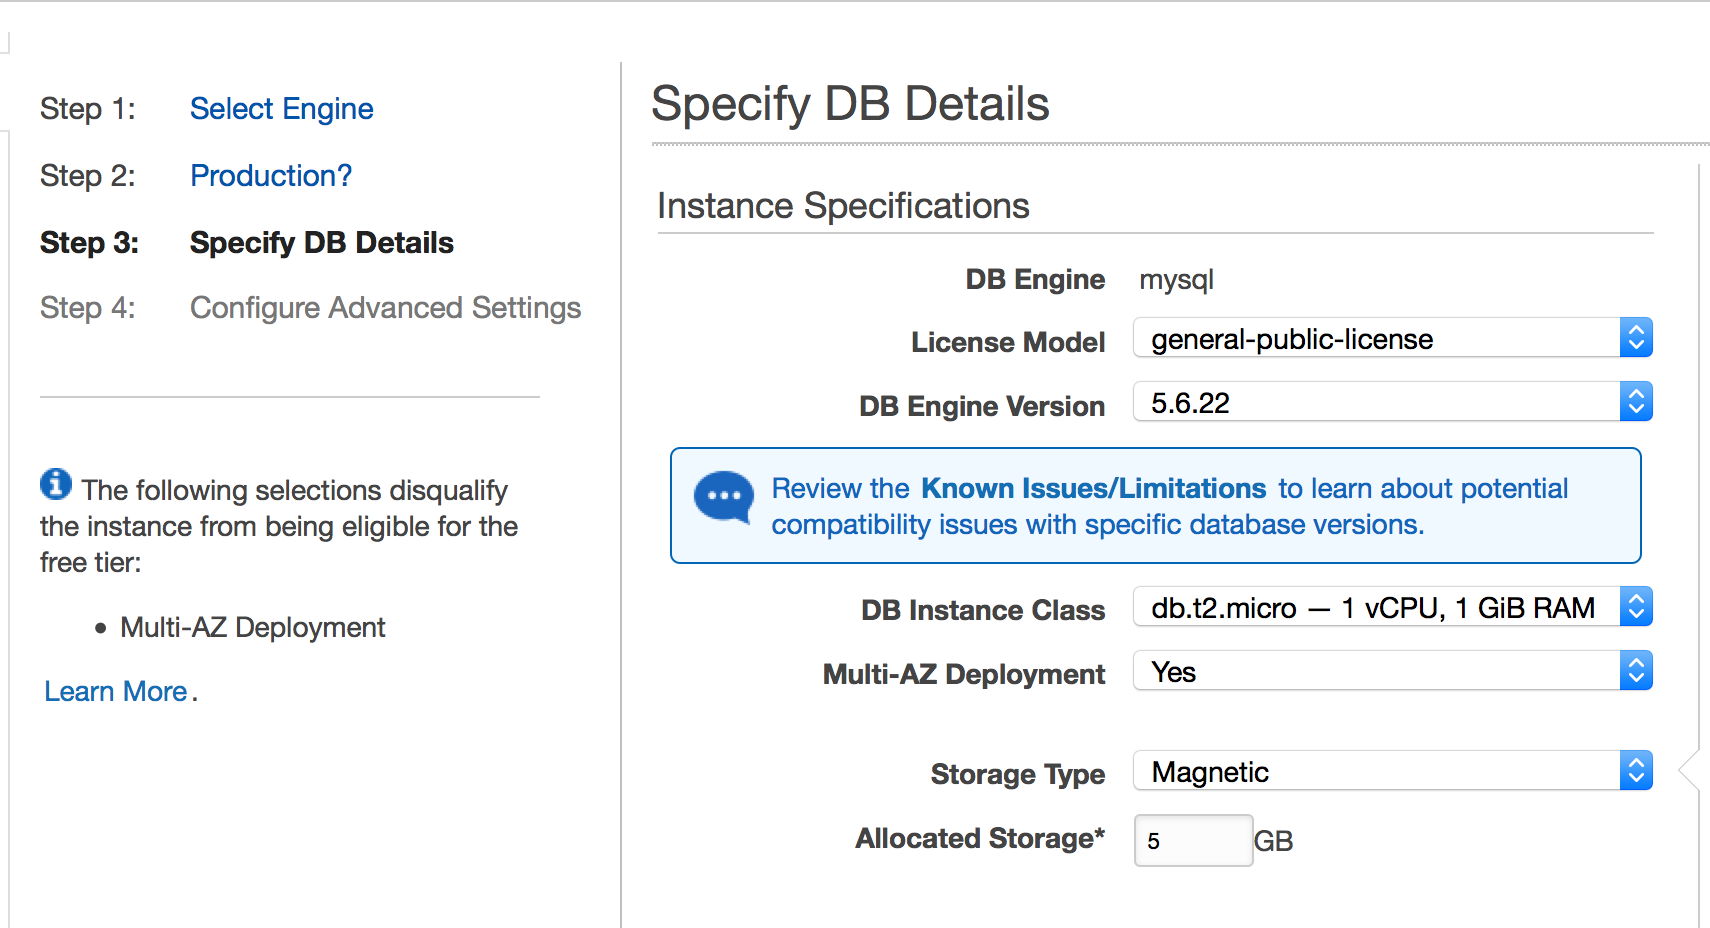 Step 1: Select Engine
Step 2: Production?
Step 3: Specify DB Details
Step 4: Configure Advanced Settings
The following selections disqualify
the instance from being eligible for the
free tier:
• Multi-AZ Deployment
Learn More.
Specify DB Details
Instance Specifications
DB Engine mysql
License Model general-public-license
DB Engine Version 5.6.22
Review the Known Issues/Limitations to learn about potential
compatibility issues with specific database versions.
DB Instance Class db.t2.micro — 1 vCPU, 1 GiB RAM
Multi-AZ Deployment Yes
Storage Type Magnetic
Allocated Storage* 5 GB